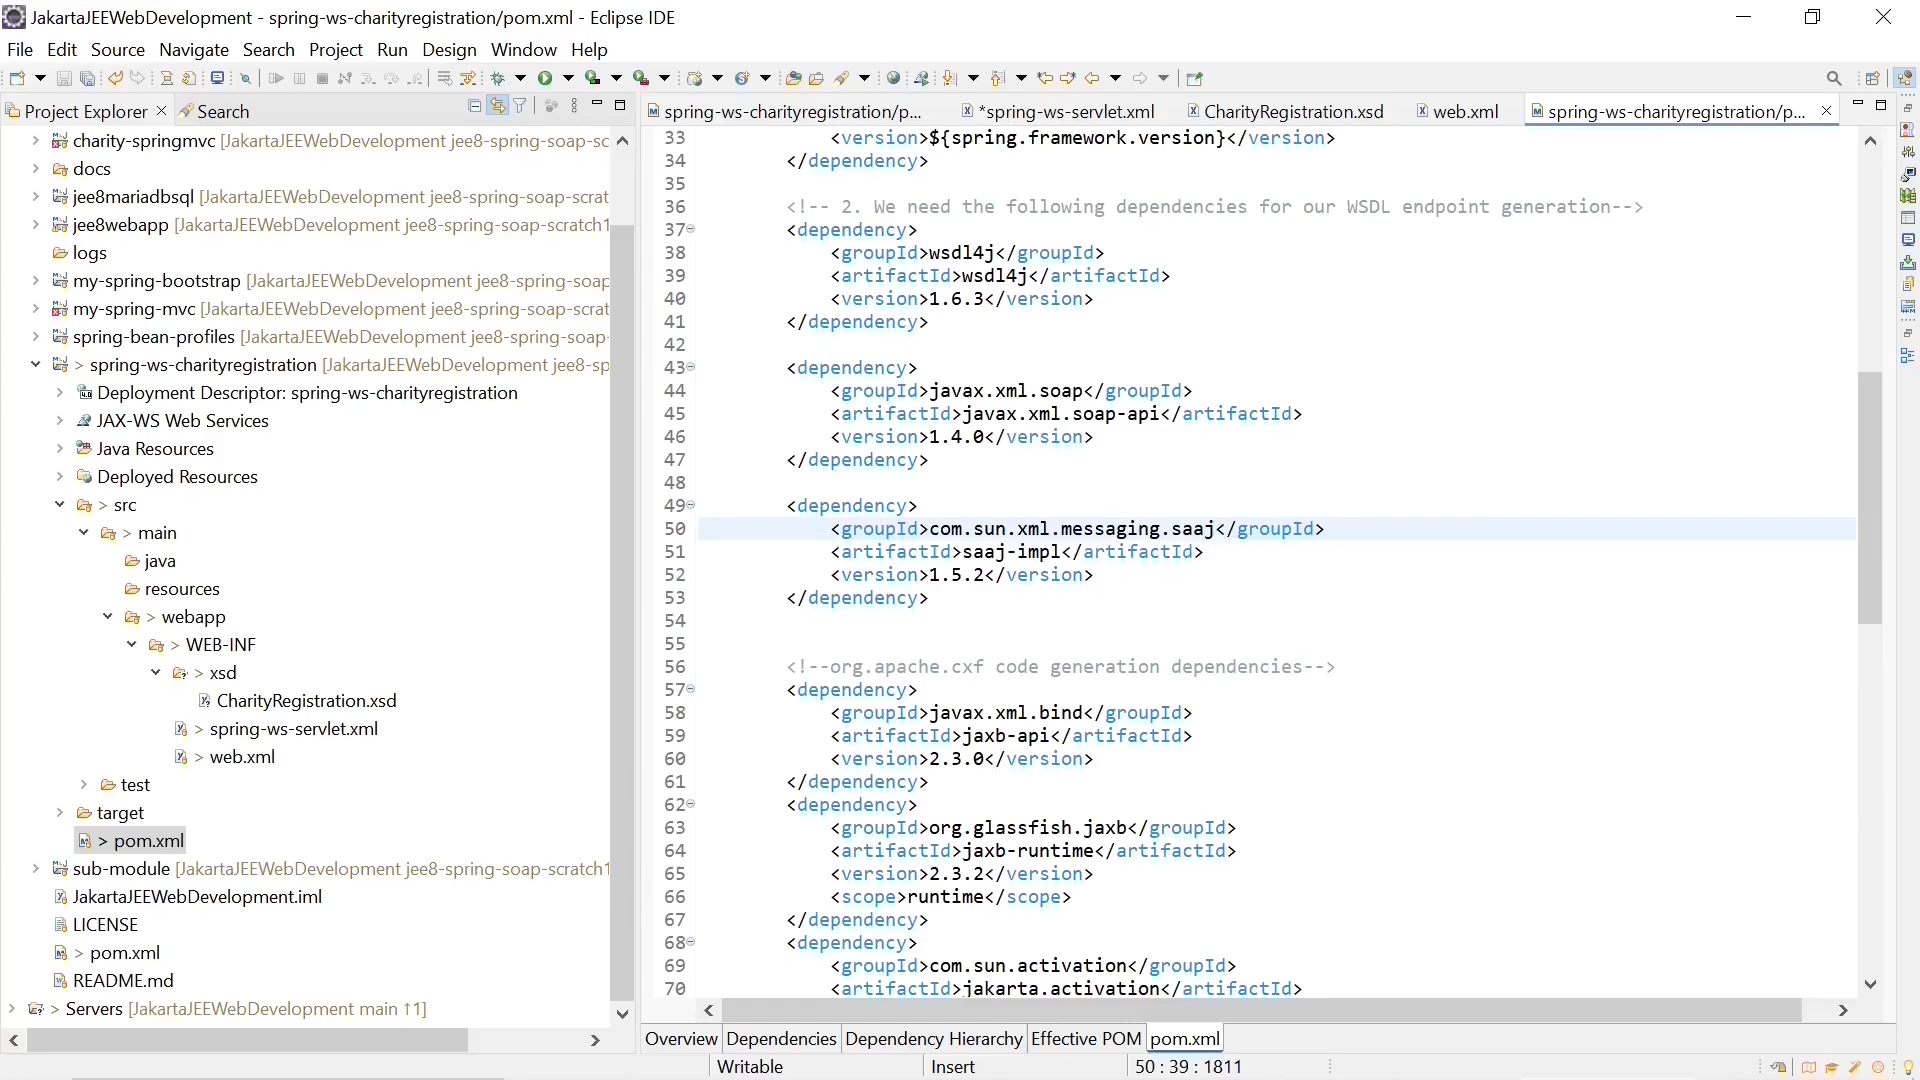 JakartaJEEWebDevelopment - spring-ws-charityregistration/pom.xml - Eclipse IDE
File Edit Source Navigate Search Project Run Design Window Help
Project Explorer
Search
charity-springmvc [JakartaJEEWebDevelopment jee8-spring-soap-sc
docs
jee8mariadbsql [JakartaJEEWebDevelopment jee8-spring-soap-scrat
jee8webapp [JakartaJEEWebDevelopment jee8-spring-soap-scratch1
logs
my-spring-bootstrap [JakartaJEEWebDevelopment jee8-spring-soap
my-spring-mvc [JakartaJEEWebDevelopment jee8-spring-soap-scrat
spring-bean-profiles [JakartaJEEWebDevelopment jee8-spring-soap-
> spring-ws-charityregistration [JakartaJEEWebDevelopment jee8-sp
Deployment Descriptor: spring-ws-charityregistration
JAX-WS Web Services
Java Resources
Deployed Resources
> src
> main
java
resources
> webapp
> WEB-INF
> xsd
CharityRegistration.xsd
> spring-ws-servlet.xml
> web.xml
test
target
> pom.xml
sub-module [JakartaJEEWebDevelopment jee8-spring-soap-scratch1
JakartaJEEWebDevelopment.iml
LICENSE
> pom.xml
README.md
> Servers [JakartaJEEWebDevelopment main ↑1]
spring-ws-charityregistration/p...
*spring-ws-servlet.xml
CharityRegistration.xsd
web.xml
spring-ws-charityregistration/p...
33 <version>${spring.framework.version}</version>
34 </dependency>
35
36 <!-- 2. We need the following dependencies for our WSDL endpoint generation-->
37 <dependency>
38 <groupId>wsdl4j</groupId>
39 <artifactId>wsdl4j</artifactId>
40 <version>1.6.3</version>
41 </dependency>
42
43 <dependency>
44 <groupId>javax.xml.soap</groupId>
45 <artifactId>javax.xml.soap-api</artifactId>
46 <version>1.4.0</version>
47 </dependency>
48
49 <dependency>
50 <groupId>com.sun.xml.messaging.saaj</groupId>
51 <artifactId>saaj-impl</artifactId>
52 <version>1.5.2</version>
53 </dependency>
54
55
56 <!--org.apache.cxf code generation dependencies-->
57 <dependency>
58 <groupId>javax.xml.bind</groupId>
59 <artifactId>jaxb-api</artifactId>
60 <version>2.3.0</version>
61 </dependency>
62 <dependency>
63 <groupId>org.glassfish.jaxb</groupId>
64 <artifactId>jaxb-runtime</artifactId>
65 <version>2.3.2</version>
66 <scope>runtime</scope>
67 </dependency>
68 <dependency>
69 <groupId>com.sun.activation</groupId>
70 <artifactId>jakarta.activation</artifactId>
Overview Dependencies Dependency Hierarchy Effective POM pom.xml
Writable Insert 50 : 39 : 1811